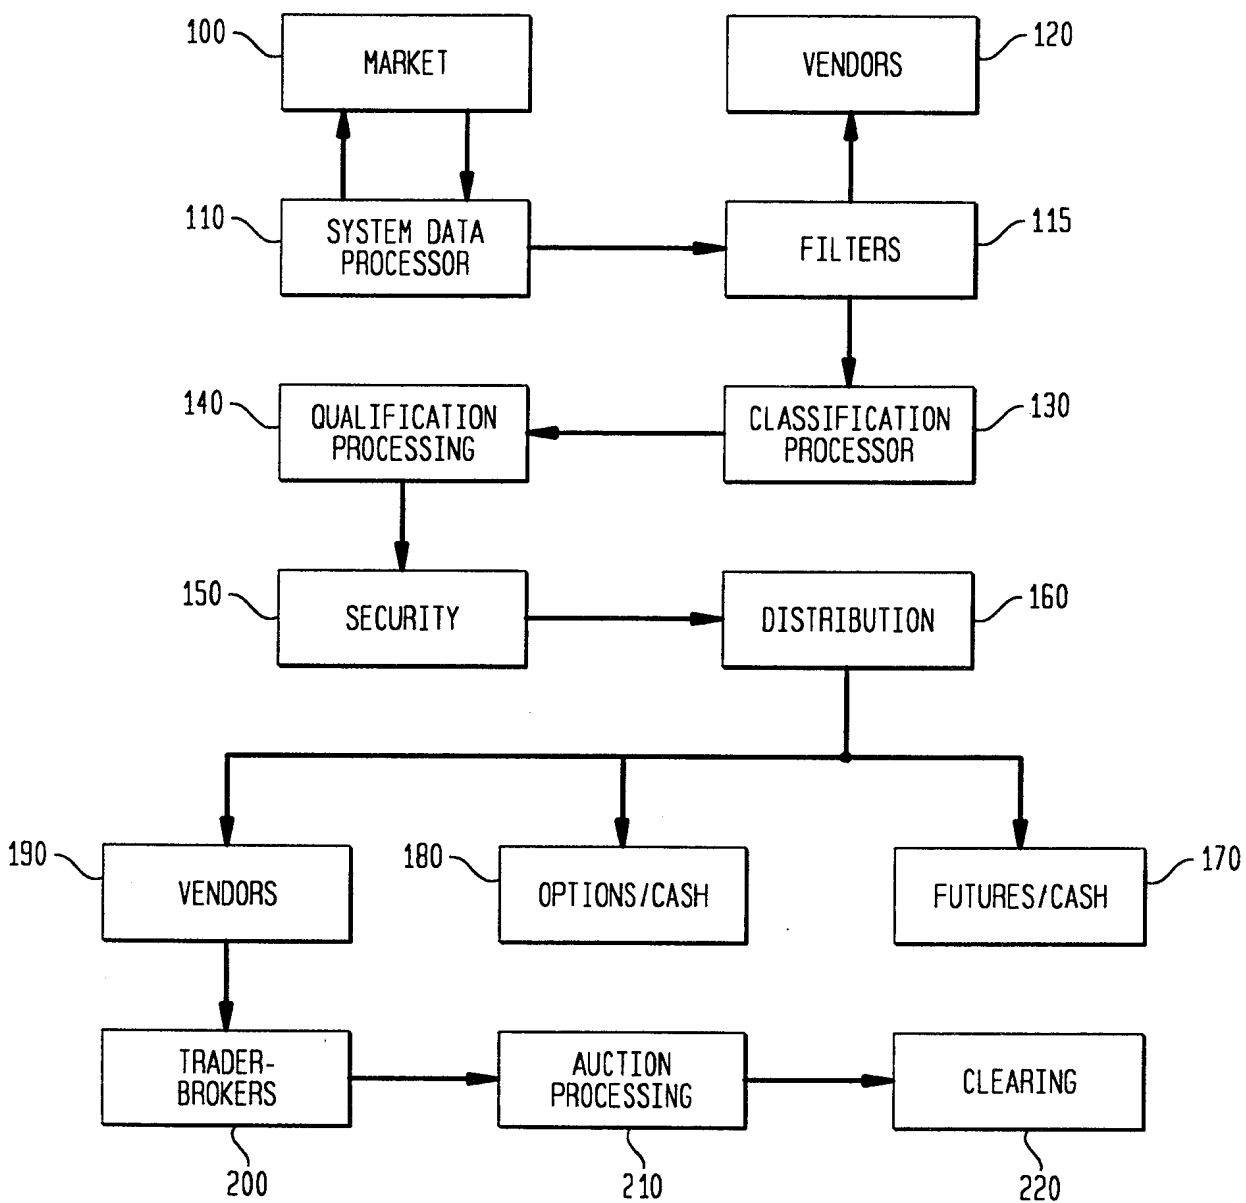 100
MARKET
VENDORS
120
110
SYSTEM DATA
PROCESSOR
FILTERS
115
140
QUALIFICATION
PROCESSING
CLASSIFICATION
PROCESSOR
130
150
SECURITY
DISTRIBUTION
160
190
VENDORS
180
OPTIONS/CASH
FUTURES/CASH
170
TRADER-
BROKERS
200
AUCTION
PROCESSING
210
CLEARING
220